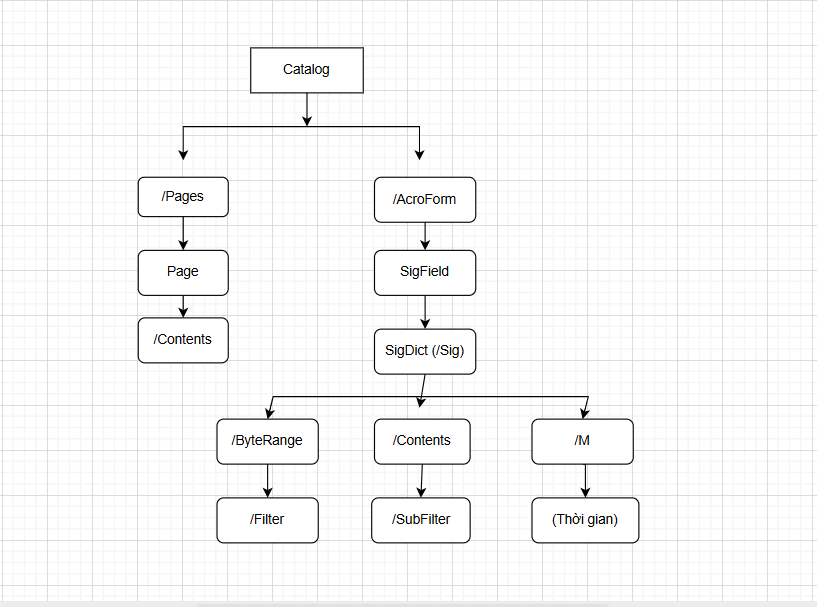 Catalog
/Pages
/AcroForm
Page
SigField
/Contents
SigDict (/Sig)
/ByteRange
/Contents
/M
/Filter
/SubFilter
(Thời gian)